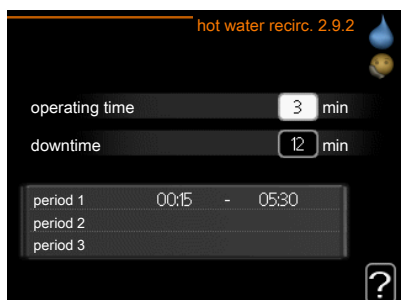 hot water recirc. 2.9.2
operating time 3 min
downtime 12 min
period 1 00:15 - 05:30
period 2
period 3
?